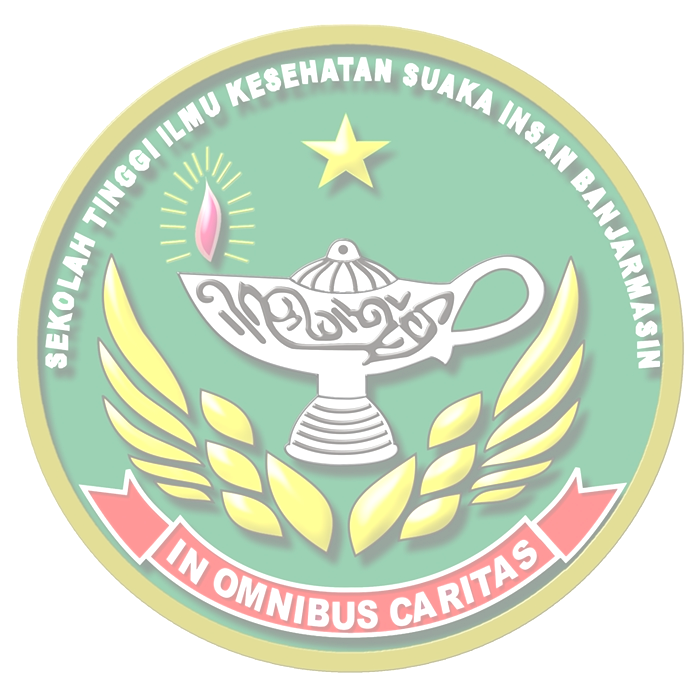 SEKOLAH TINGGI ILMU KESEHATAN SUAKA INSAN BANJARMASIN
IN OMNIBUS CARITAS